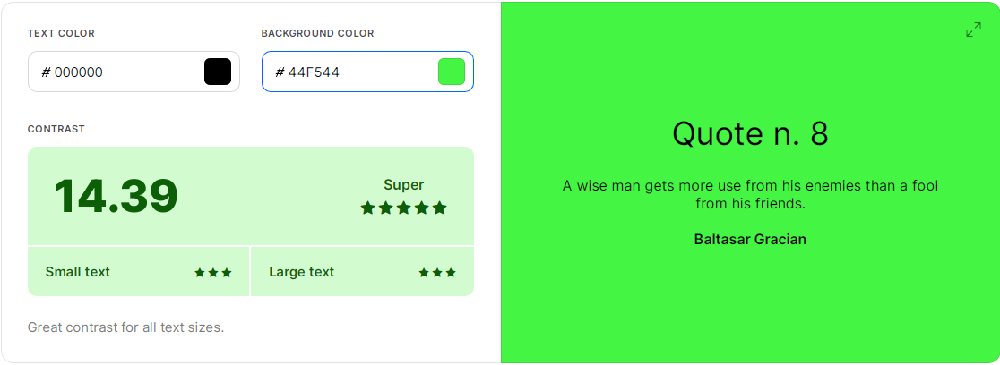 TEXT COLOR
BACKGROUND COLOR
# 000000
# 44F544
CONTRAST
14.39
Super
Small text
Large text
Great contrast for all text sizes.
Quote n. 8
A wise man gets more use from his enemies than a fool
from his friends.
Baltasar Gracian